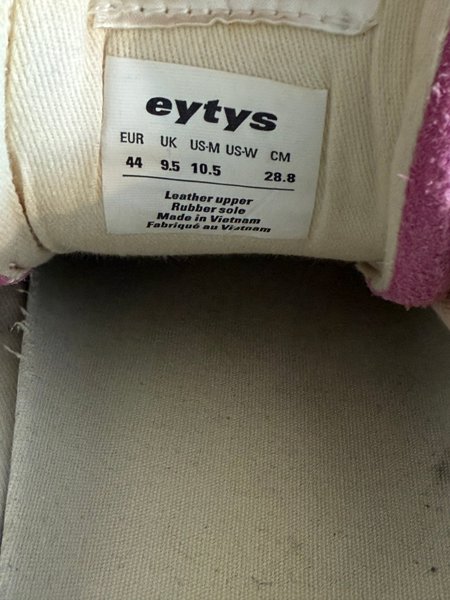 eytys
EUR UK US-M US-W CM
44 9.5 10.5 28.8
Leather upper
Rubber sole
Made in Vietnam
Fabriqué au Vietnam